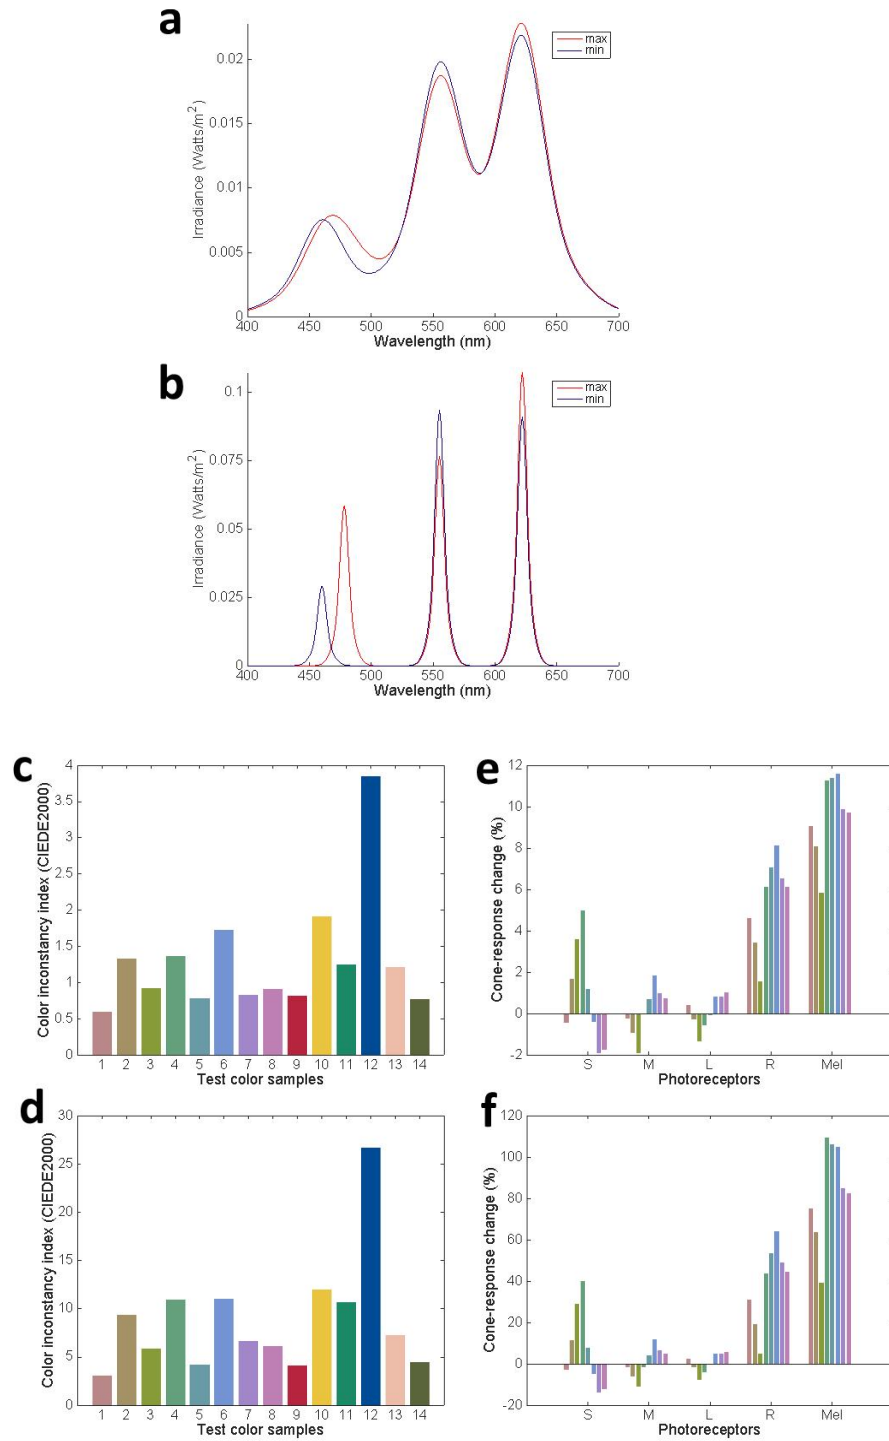 a
max
min
0.02
0.015
0.01
0.005
0
Irradiance (Watts/m2)
400 450 500 550 600 650 700
Wavelength (nm)
b
max
min
0.1
0.075
0.05
0.025
0
Irradiance (Watts/m2)
400 450 500 550 600 650 700
Wavelength (nm)
c
4
3.5
3
2.5
2
1.5
1
0.5
0
Color inconstancy index (CIEDE2000)
1 2 3 4 5 6 7 8 9 10 11 12 13 14
Test color samples
e
12
10
8
6
4
2
0
-2
Cone-response change (%)
S M L R Mel
Photoreceptors
d
30
25
20
15
10
5
0
Color inconstancy index (CIEDE2000)
1 2 3 4 5 6 7 8 9 10 11 12 13 14
Test color samples
f
120
100
80
60
40
20
0
-20
Cone-response change (%)
S M L R Mel
Photoreceptors